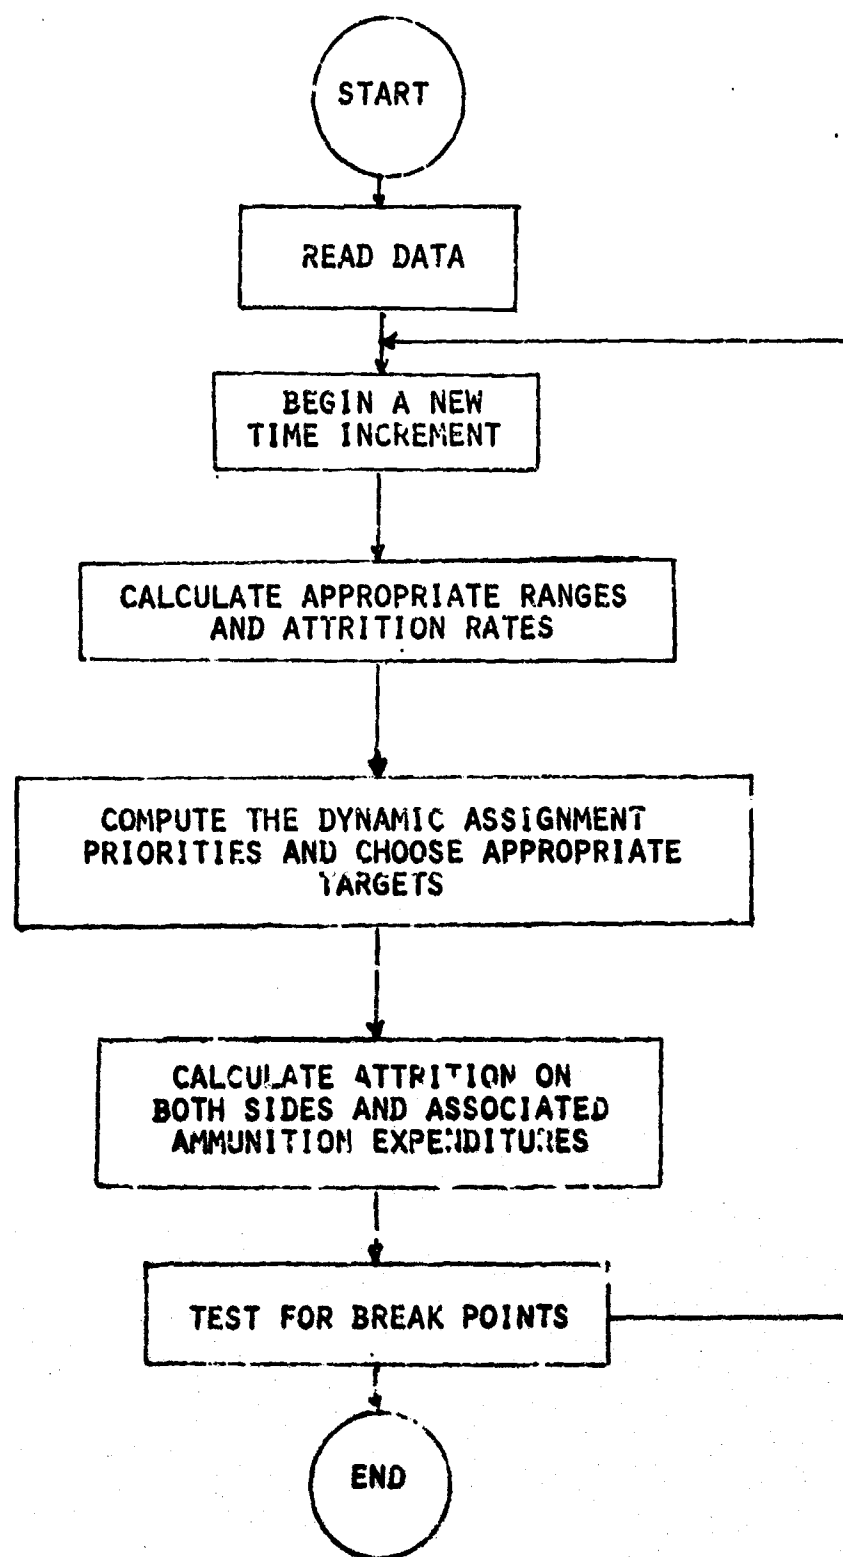 START
READ DATA
BEGIN A NEW
TIME INCREMENT
CALCULATE APPROPRIATE RANGES
AND ATTRITION RATES
COMPUTE THE DYNAMIC ASSIGNMENT
PRIORITIES AND CHOOSE APPROPRIATE
TARGETS
CALCULATE ATTRITION ON
BOTH SIDES AND ASSOCIATED
AMMUNITION EXPENDITURES
TEST FOR BREAK POINTS
END